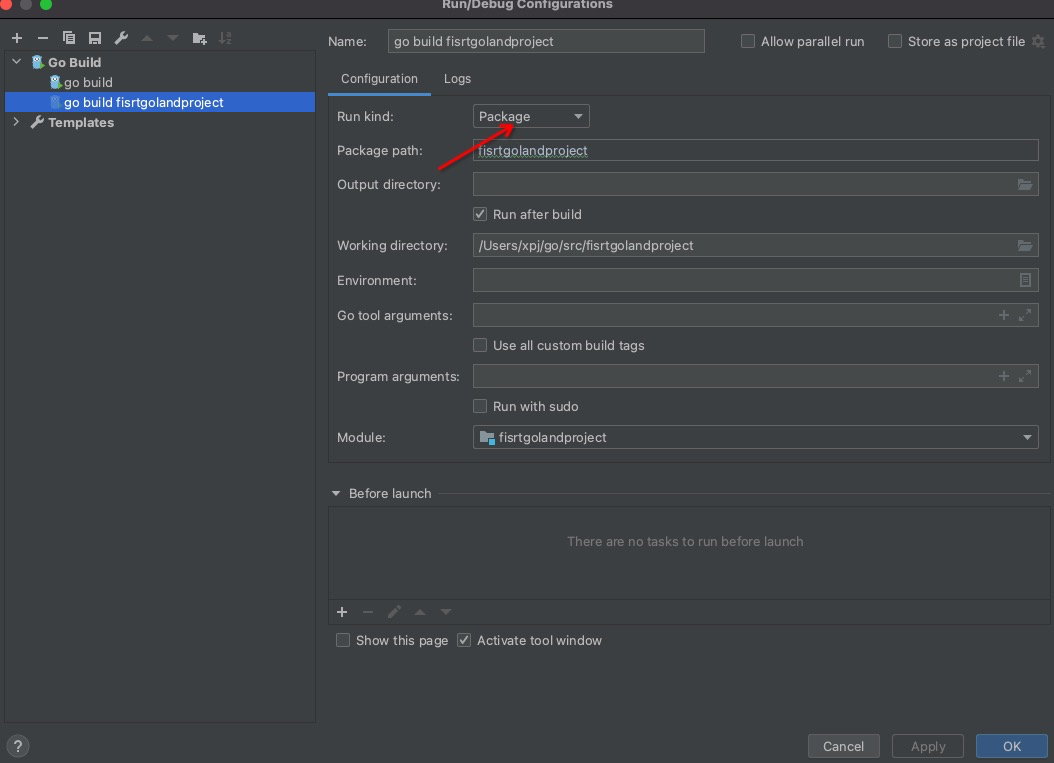 Run/Debug Configurations
Name: go build fisrtgolandproject Allow parallel run Store as project file
Go Build
go build
go build fisrtgolandproject
Templates
Configuration Logs
Run kind: Package
Package path: fisrtgolandproject
Output directory:
Run after build
Working directory: /Users/xpj/go/src/fisrtgolandproject
Environment:
Go tool arguments:
Use all custom build tags
Program arguments:
Run with sudo
Module: fisrtgolandproject
Before launch
There are no tasks to run before launch
Show this page Activate tool window
? Cancel Apply OK